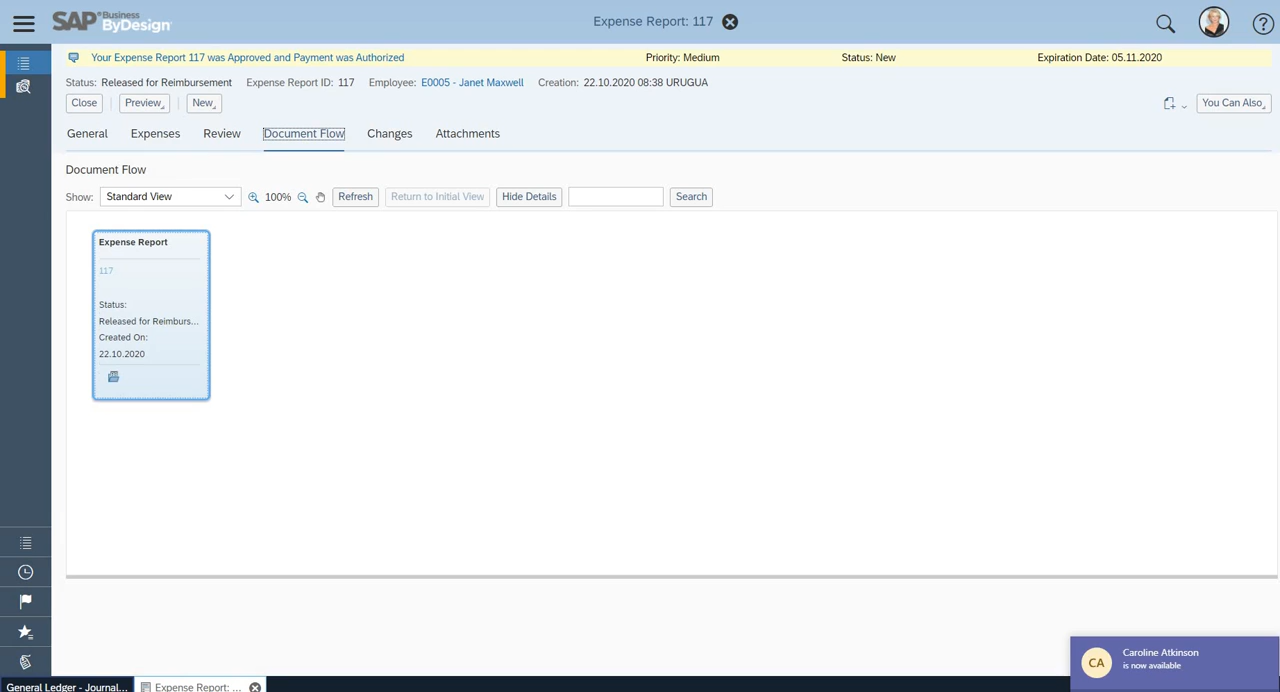 SAP Business ByDesign
Expense Report: 117
Your Expense Report 117 was Approved and Payment was Authorized Priority: Medium Status: New Expiration Date: 05.11.2020
Status: Released for Reimbursement Expense Report ID: 117 Employee: E0005 - Janet Maxwell Creation: 22.10.2020 08:38 URUGUA
Close Preview New You Can Also
General Expenses Review Document Flow Changes Attachments
Document Flow
Show: Standard View 100% Refresh Return to Initial View Hide Details Search
Expense Report
117
Status:
Released for Reimburs...
Created On:
22.10.2020
CA Caroline Atkinson
is now available
General Ledger - Journal... Expense Report: ...